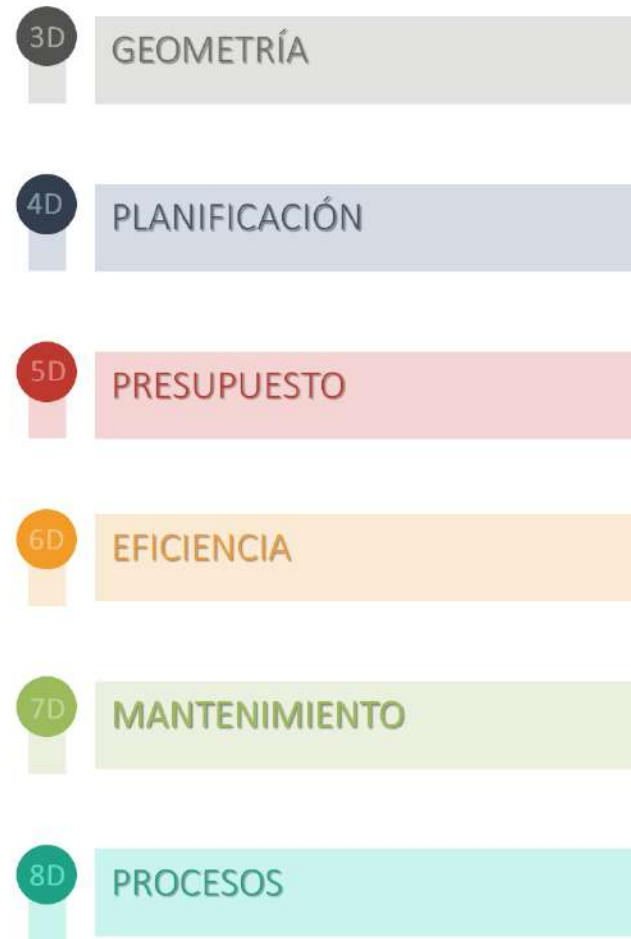 3D GEOMETRÍA
4D PLANIFICACIÓN
5D PRESUPUESTO
6D EFICIENCIA
7D MANTENIMIENTO
8D PROCESOS